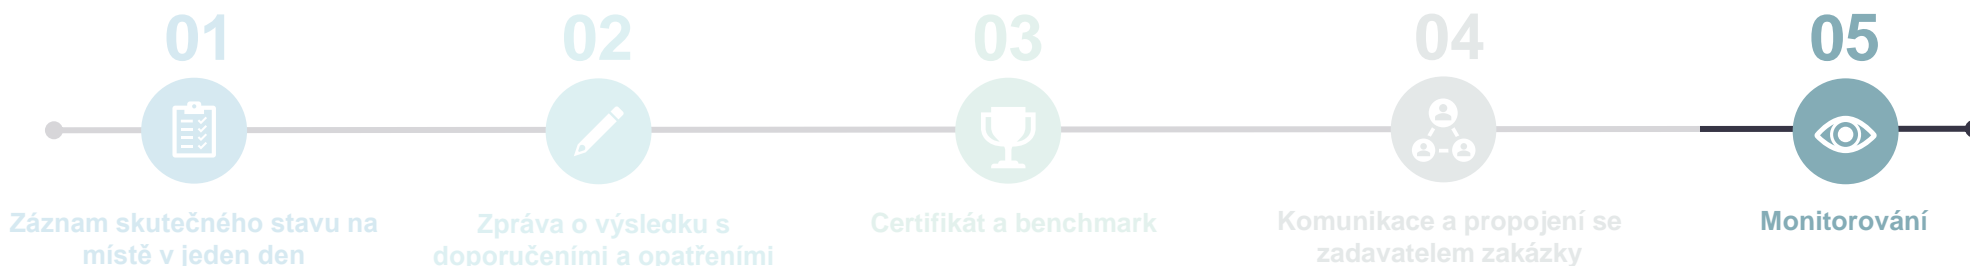 01
Záznam skutečného stavu na
místě v jeden den
02
Zpráva o výsledku s
doporučeními a opatřeními
03
Certifikát a benchmark
04
Komunikace a propojení se
zadavatelem zakázky
05
Monitorování